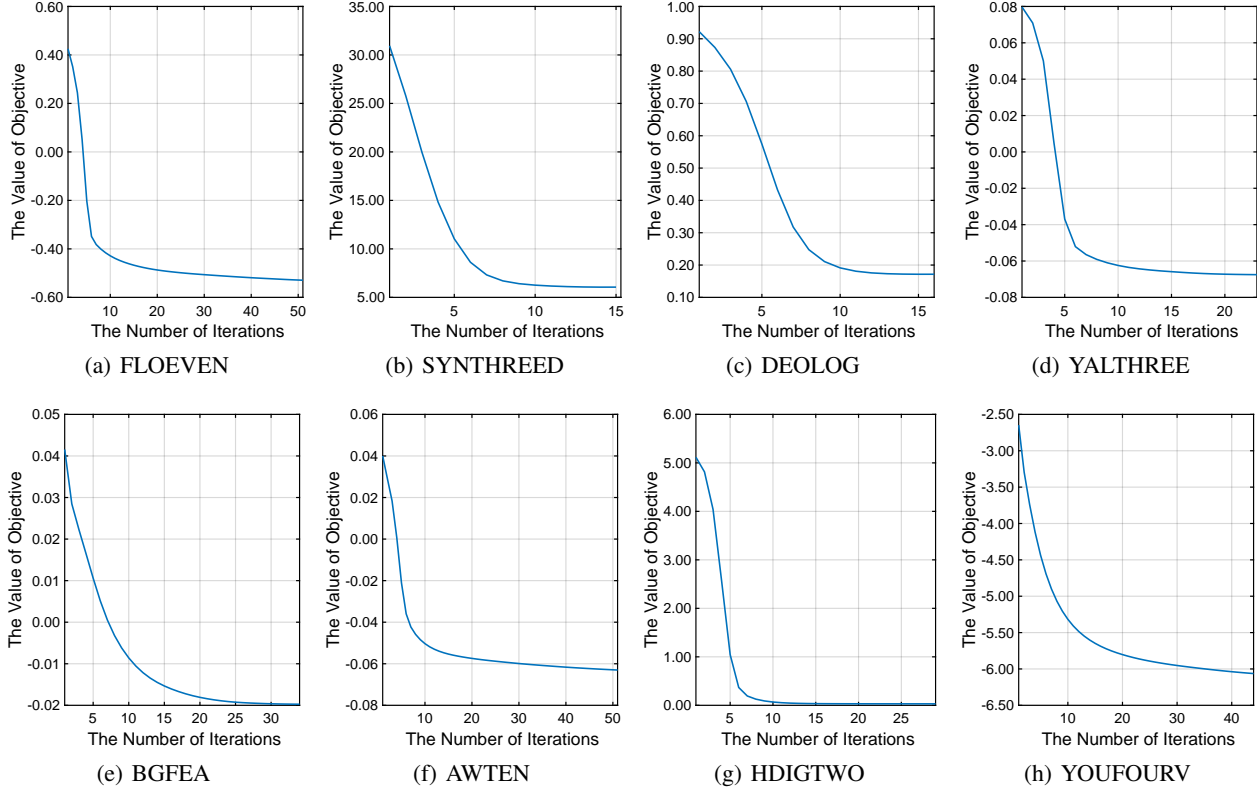 0.60
0.40
0.20
0.00
-0.20
-0.40
-0.60
The Value of Objective
10 20 30 40 50
The Number of Iterations
(a) FLOEVEN
35.00
30.00
25.00
20.00
15.00
10.00
5.00
The Value of Objective
5 10 15
The Number of Iterations
(b) SYNTHREED
1.00
0.90
0.80
0.70
0.60
0.50
0.40
0.30
0.20
0.10
The Value of Objective
5 10 15
The Number of Iterations
(c) DEOLOG
0.08
0.06
0.04
0.02
0.00
-0.02
-0.04
-0.06
-0.08
The Value of Objective
5 10 15 20
The Number of Iterations
(d) YALTHREE
0.05
0.04
0.03
0.02
0.01
0.00
-0.01
-0.02
The Value of Objective
5 10 15 20 25 30
The Number of Iterations
(e) BGFEA
0.06
0.04
0.02
0.00
-0.02
-0.04
-0.06
-0.08
The Value of Objective
10 20 30 40 50
The Number of Iterations
(f) AWTEN
6.00
5.00
4.00
3.00
2.00
1.00
0.00
The Value of Objective
5 10 15 20 25
The Number of Iterations
(g) HDIGTWO
-2.50
-3.00
-3.50
-4.00
-4.50
-5.00
-5.50
-6.00
-6.50
The Value of Objective
10 20 30 40
The Number of Iterations
(h) YOUFOURV